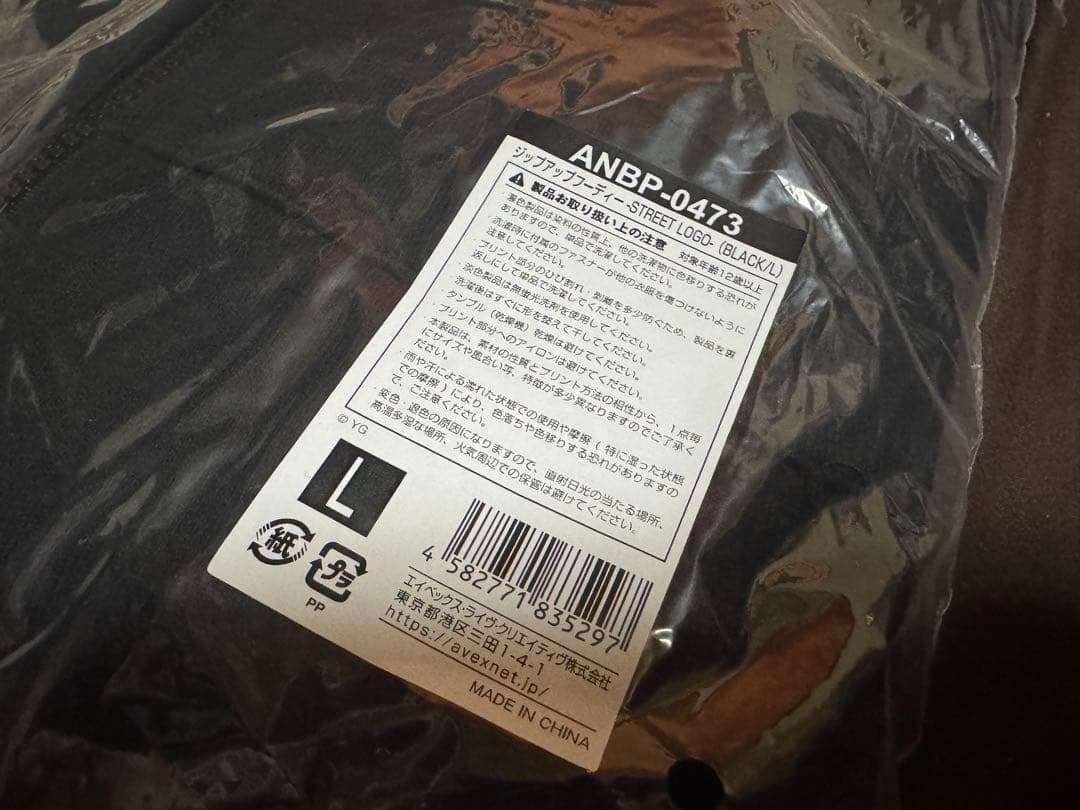 ANBP-0473
ジップアップフーディー -STREET LOGO- (BLACK/L)
⚠ 製品お取り扱い上の注意 対象年齢12歳以上
・着色製品は染料の性質上、他の洗濯物に色移りする恐れが
ありますので、単品で洗濯してください。
・洗濯時に付属のファスナーが他の衣服を傷つけないように
注意してください。
・プリント部分のひび割れ・剥離を多少防ぐため、製品を裏
返しにして単品で洗濯してください。
・淡色製品は無蛍光洗剤を使用してください。
・洗濯後はすぐに形を整えて干してください。
・タンブル（乾燥機）乾燥は避けてください。
・プリント部分へのアイロンは避けてください。
・本製品は、素材の性質とプリント方法の相性から、1点毎
にサイズや風合い等、特徴が多少異なりますのでご了承く
ださい。
・雨や汗による濡れた状態での使用や摩擦（特に湿った状態
での摩擦）により、色落ちや色移りする恐れがありますの
で、ご注意ください。
・変色・退色の原因になりますので、直射日光の当たる場所、
高温多湿な場所、火気周辺での保管は避けてください。
©YG
L
紙
プラ
PP
4 582771 835297
エイベックス・ライヴ・クリエイティヴ株式会社
東京都港区三田1-4-1
https://avexnet.jp/
MADE IN CHINA